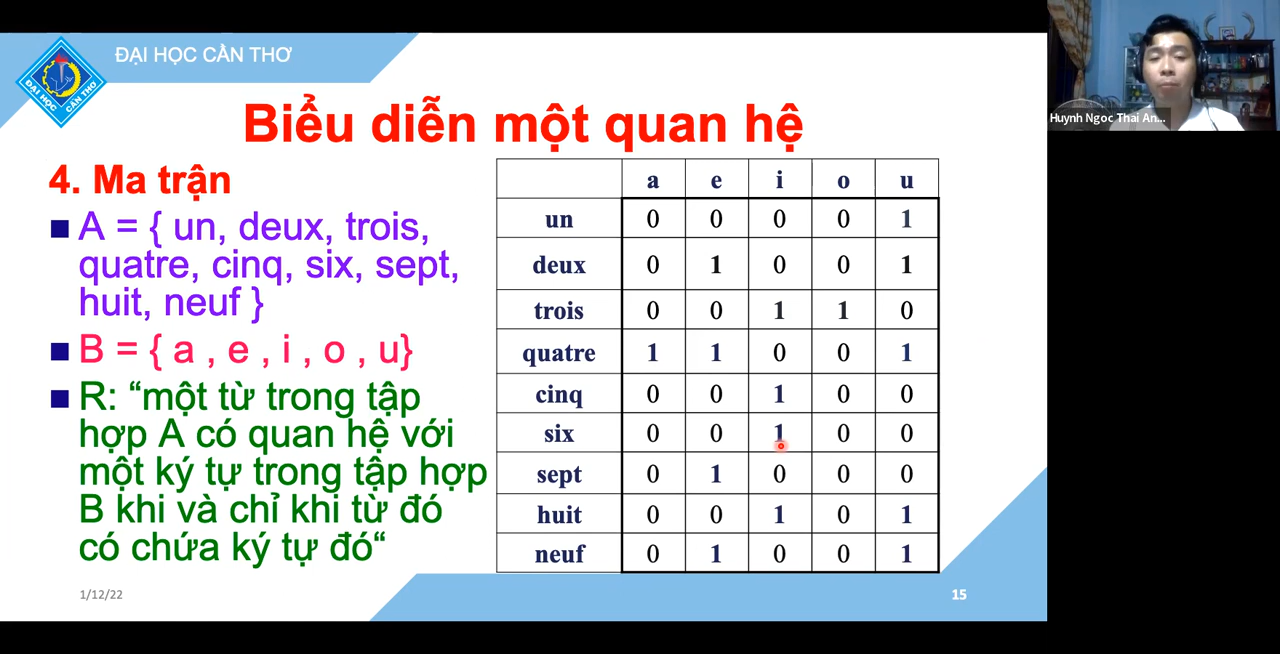 ĐẠI HỌC CẦN THƠ
ĐẠI HỌC CẦN THƠ
Biểu diễn một quan hệ
4. Ma trận
A = { un, deux, trois,
quatre, cinq, six, sept,
huit, neuf }
B = { a , e , i , o , u}
R: “một từ trong tập
hợp A có quan hệ với
một ký tự trong tập hợp
B khi và chỉ khi từ đó
có chứa ký tự đó“
a e i o u
un 0 0 0 0 1
deux 0 1 0 0 1
trois 0 0 1 1 0
quatre 1 1 0 0 1
cinq 0 0 1 0 0
six 0 0 1 0 0
sept 0 1 0 0 0
huit 0 0 1 0 1
neuf 0 1 0 0 1
1/12/22
15
Huynh Ngoc Thai An...